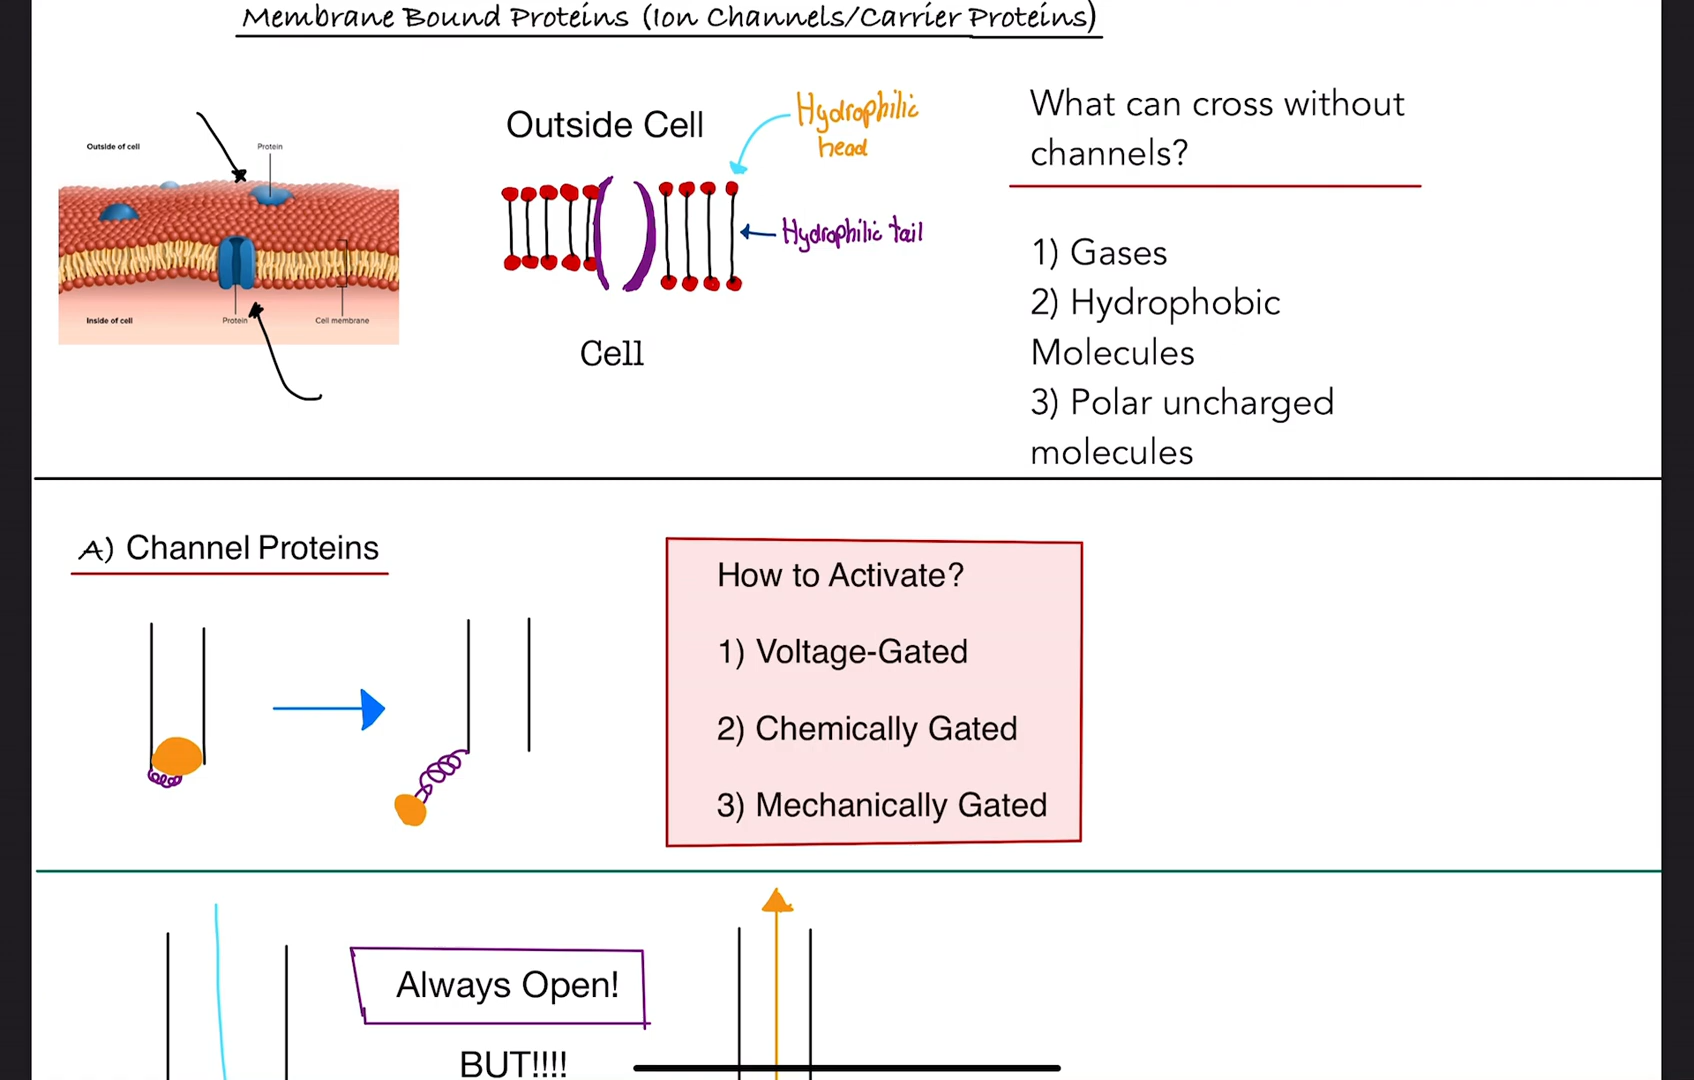 Membrane Bound Proteins (Ion Channels/Carrier Proteins)
Outside of cell
Protein
Inside of cell
Protein
Cell membrane
Outside Cell
Hydrophilic
head
Hydrophilic tail
Cell
What can cross without
channels?
1) Gases
2) Hydrophobic
Molecules
3) Polar uncharged
molecules
A) Channel Proteins
How to Activate?
1) Voltage-Gated
2) Chemically Gated
3) Mechanically Gated
Always Open!
BUT!!!!